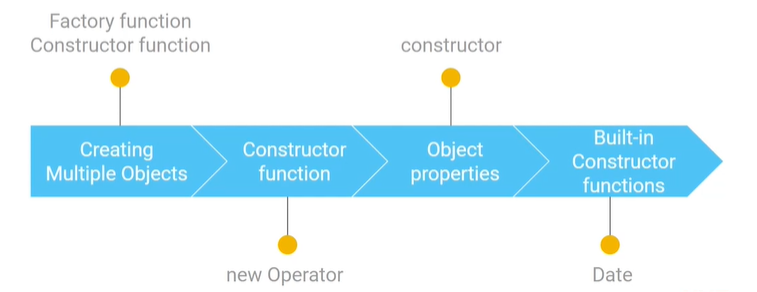 Factory function
Constructor function
constructor
Creating
Multiple Objects
Constructor
function
Object
properties
Built-in
Constructor
functions
new Operator
Date